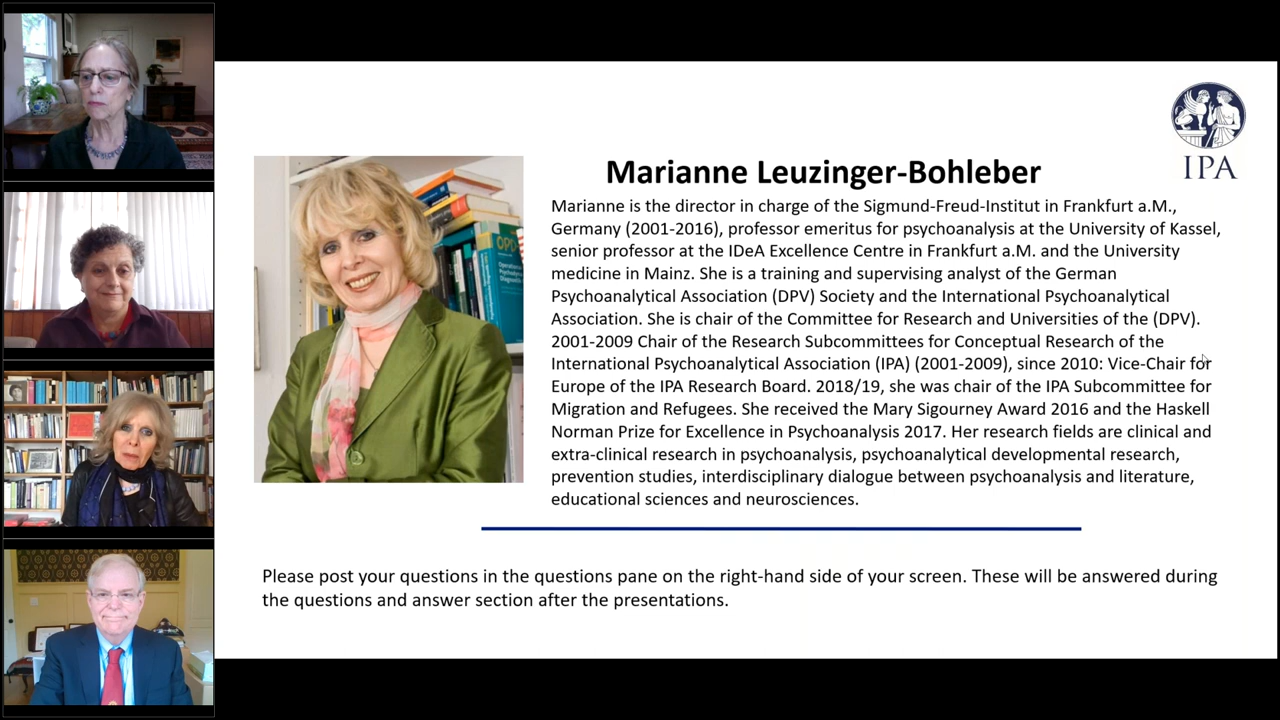 IPA
Marianne Leuzinger-Bohleber
Marianne is the director in charge of the Sigmund-Freud-Institut in Frankfurt a.M.,
Germany (2001-2016), professor emeritus for psychoanalysis at the University of Kassel,
senior professor at the IDeA Excellence Centre in Frankfurt a.M. and the University
medicine in Mainz. She is a training and supervising analyst of the German
Psychoanalytical Association (DPV) Society and the International Psychoanalytical
Association. She is chair of the Committee for Research and Universities of the (DPV).
2001-2009 Chair of the Research Subcommittees for Conceptual Research of the
International Psychoanalytical Association (IPA) (2001-2009), since 2010: Vice-Chair for
Europe of the IPA Research Board. 2018/19, she was chair of the IPA Subcommittee for
Migration and Refugees. She received the Mary Sigourney Award 2016 and the Haskell
Norman Prize for Excellence in Psychoanalysis 2017. Her research fields are clinical and
extra-clinical research in psychoanalysis, psychoanalytical developmental research,
prevention studies, interdisciplinary dialogue between psychoanalysis and literature,
educational sciences and neurosciences.
Please post your questions in the questions pane on the right-hand side of your screen. These will be answered during
the questions and answer section after the presentations.